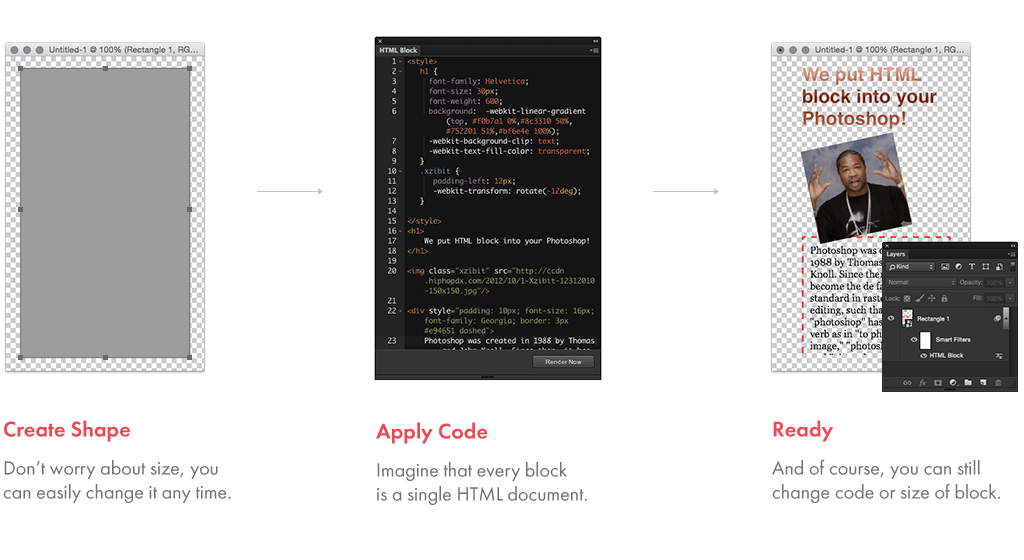 Untitled-1 @ 100% (Rectangle 1, RG...
HTML Block
1 <style>
2 h1 {
3 font-family: Helvetica;
4 font-size: 30px;
5 font-weight: 600;
6 background: -webkit-linear-gradient
(top, #f0b7a1 0%,#8c3310 50%,
#752201 51%,#bf6e4e 100%);
7 -webkit-background-clip: text;
8 -webkit-text-fill-color: transparent;
9 }
10 .xzibit {
11 padding-left: 12px;
12 -webkit-transform: rotate(-12deg);
13 }
14
15 </style>
16 <h1>
17 We put HTML block into your Photoshop!
18 </h1>
19
20 <img class="xzibit" src="http://ccdn
.hiphopdx.com/2012/10/1-Xzibit-12312010
-150x150.jpg"/>
21
22 <div style="padding: 10px; font-size: 16px;
font-family: Georgia; border: 3px
#e94651 dashed">
23 Photoshop was created in 1988 by Thomas
and John Knoll. Since then, it has
Render Now
Untitled-1 @ 100% (Rectangle 1, RG...
We put HTML
block into your
Photoshop!
Photoshop was
1988 by Thomas
Knoll. Since the
become the de fa
standard in raste
editing, such tha
"photoshop" has
verb as in "to ph
image," "photos
Layers
Kind
Normal
Opacity: 100%
Lock:
Fill: 100%
Rectangle 1
Smart Filters
HTML Block
fx
Create Shape
Don't worry about size, you
can easily change it any time.
Apply Code
Imagine that every block
is a single HTML document.
Ready
And of course, you can still
change code or size of block.